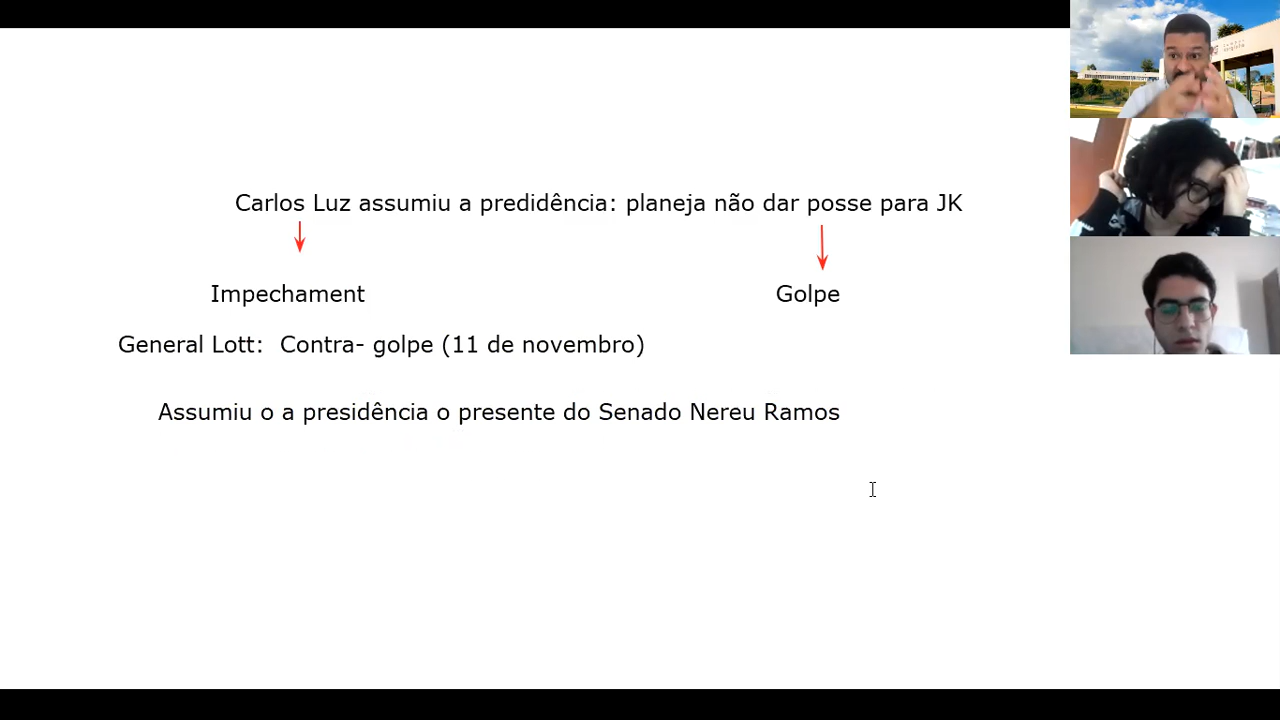 Carlos Luz assumiu a predidência: planeja não dar posse para JK
Impechament
Golpe
General Lott: Contra- golpe (11 de novembro)
Assumiu o a presidência o presente do Senado Nereu Ramos